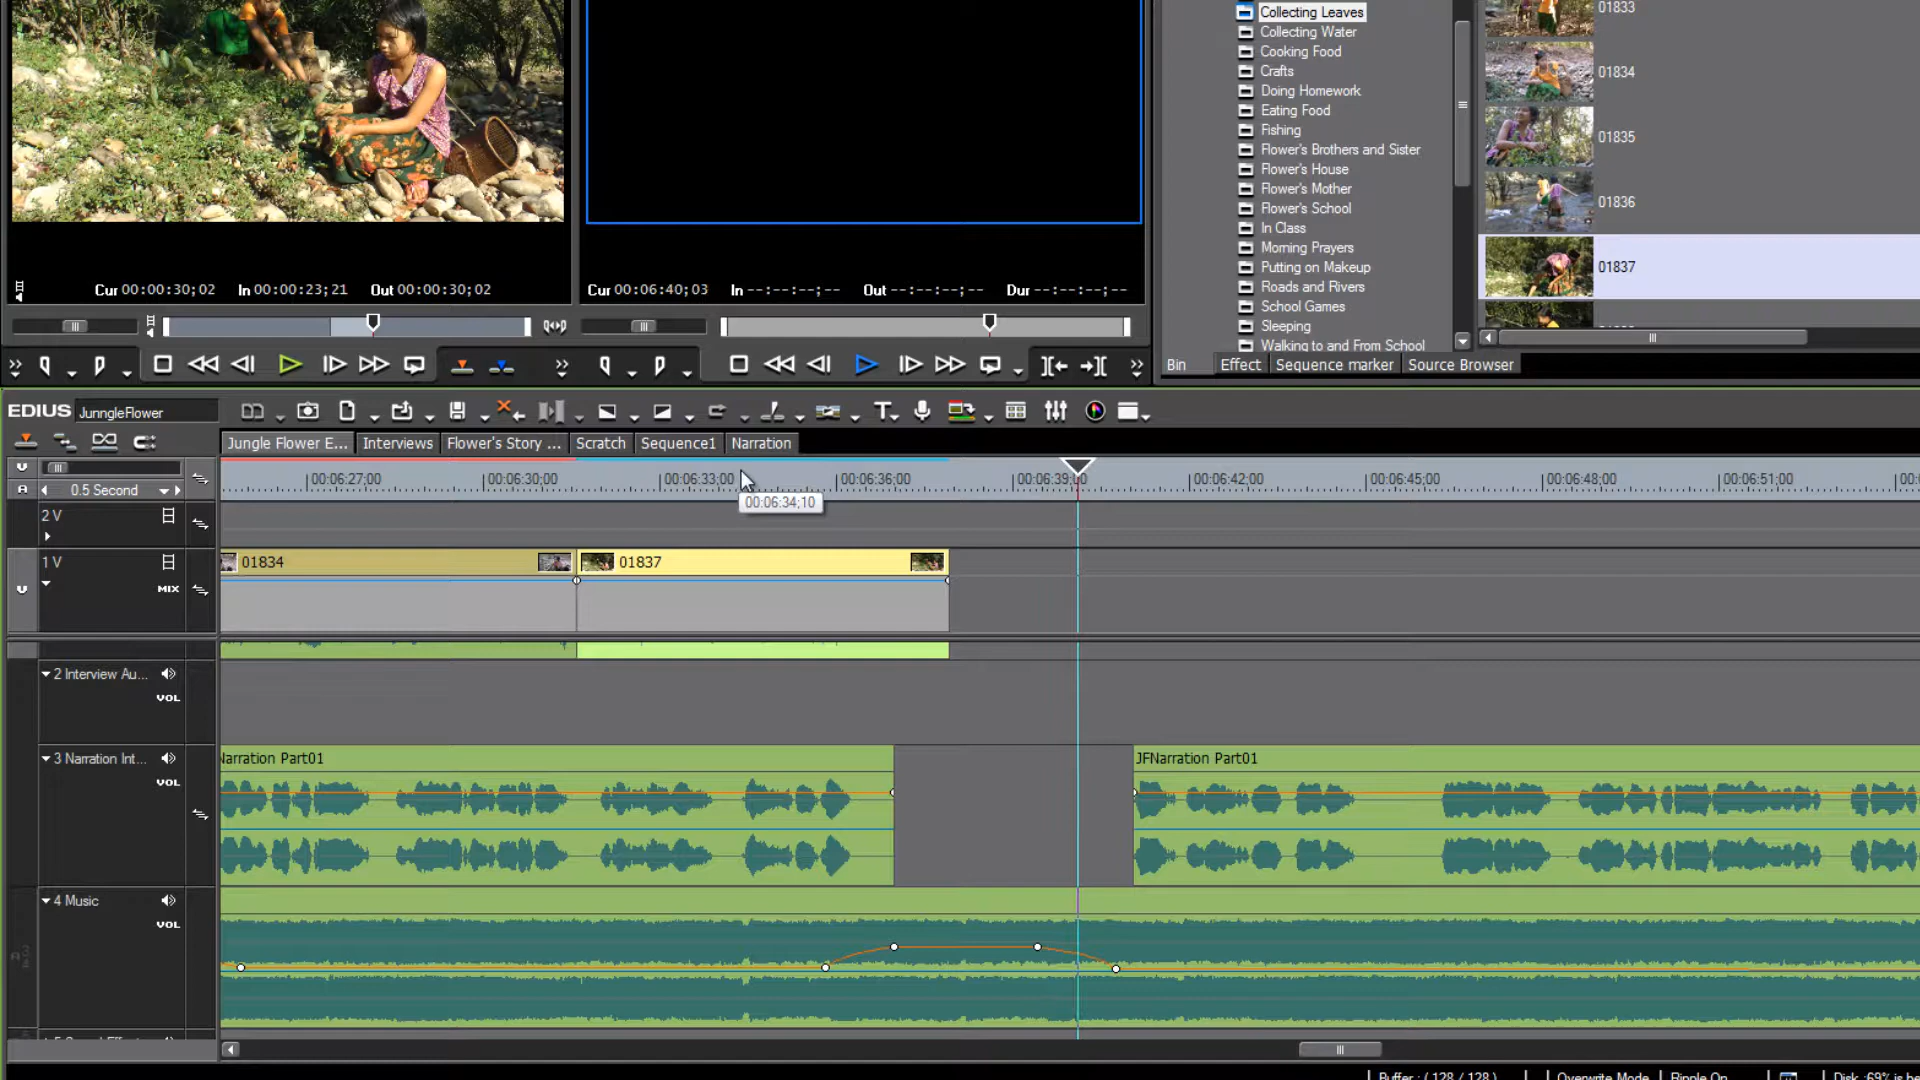 Collecting Leaves
Collecting Water
Cooking Food
Crafts
Doing Homework
Eating Food
Fishing
Flower's Brothers and Sister
Flower's House
Flower's Mother
Flower's School
In Class
Morning Prayers
Putting on Makeup
Roads and Rivers
School Games
Sleeping
Walking to and From School
01833
01834
01835
01836
01837
Cur 00:00:30;02 In 00:00:23;21 Out 00:00:30;02
Cur 00:06:40;03 In --:--:--;-- Out --:--:--;-- Dur --:--:--;--
Bin Effect Sequence marker Source Browser
EDIUS JunngleFlower
Jungle Flower E... Interviews Flower's Story ... Scratch Sequence1 Narration
0.5 Second
00:06:27;00 00:06:30;00 00:06:33;00 00:06:36;00 00:06:39;00 00:06:42;00 00:06:45;00 00:06:48;00 00:06:51;00
00:06:34;10
2 V
1 V
MIX
01834 01837
2 Interview Au...
VOL
3 Narration Int...
VOL
Narration Part01 JFNarration Part01
4 Music
VOL
Buffer : ( 128 / 128 ) Overwrite Mode Ripple On Disk :69% is be